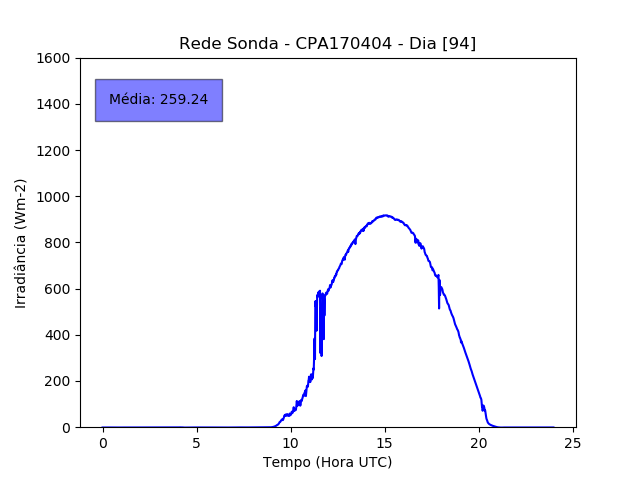 Rede Sonda - CPA170404 - Dia [94]
1600
1400
1200
1000
800
600
400
200
0
Irradiância (Wm-2)
Média: 259.24
0 5 10 15 20 25
Tempo (Hora UTC)